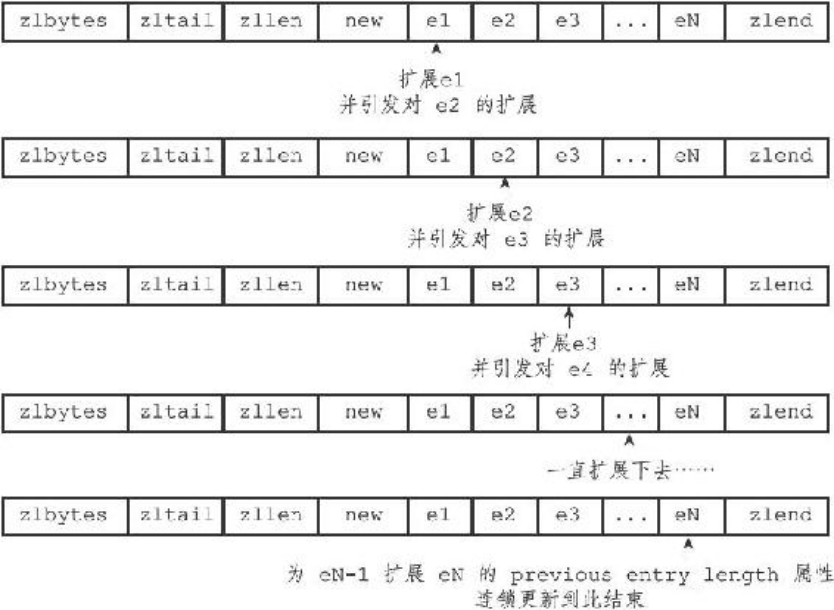 zlbytes zltail zllen new e1 e2 e3 ... eN zlend
扩展e1
并引发对 e2 的扩展
zlbytes zltail zllen new e1 e2 e3 ... eN zlend
扩展e2
并引发对 e3 的扩展
zlbytes zltail zllen new e1 e2 e3 ... eN zlend
扩展e3
并引发对 e4 的扩展
zlbytes zltail zllen new e1 e2 e3 ... eN zlend
一直扩展下去……
zlbytes zltail zllen new e1 e2 e3 ... eN zlend
为 eN-1 扩展 eN 的 previous entry length 属性
连锁更新到此结束